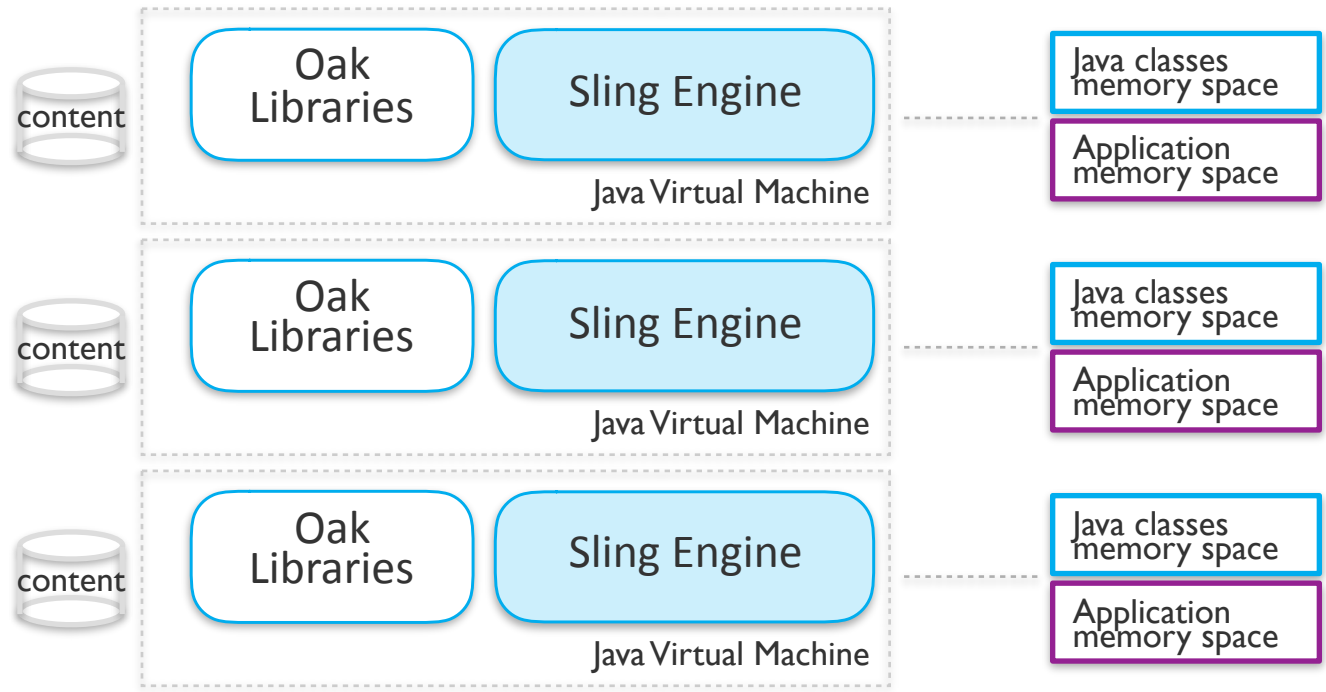 content
Oak
Libraries
Sling Engine
Java Virtual Machine
Java classes
memory space
Application
memory space
content
Oak
Libraries
Sling Engine
Java Virtual Machine
Java classes
memory space
Application
memory space
content
Oak
Libraries
Sling Engine
Java Virtual Machine
Java classes
memory space
Application
memory space